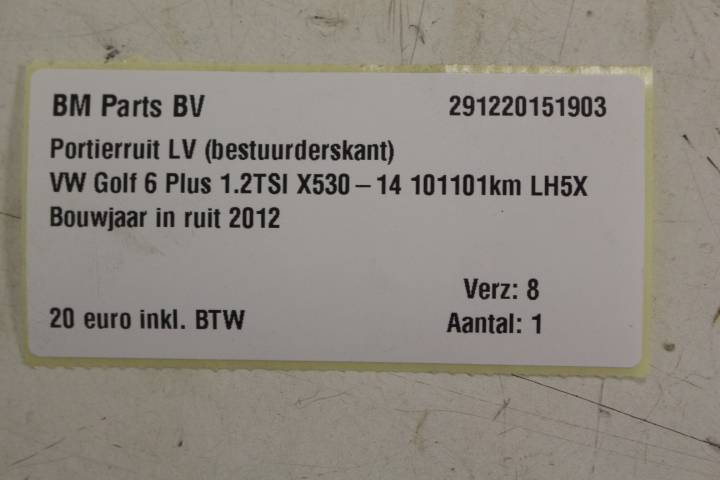 BM Parts BV 291220151903
Portierruit LV (bestuurderskant)
VW Golf 6 Plus 1.2TSI X530 – 14 101101km LH5X
Bouwjaar in ruit 2012
Verz: 8
20 euro inkl. BTW Aantal: 1